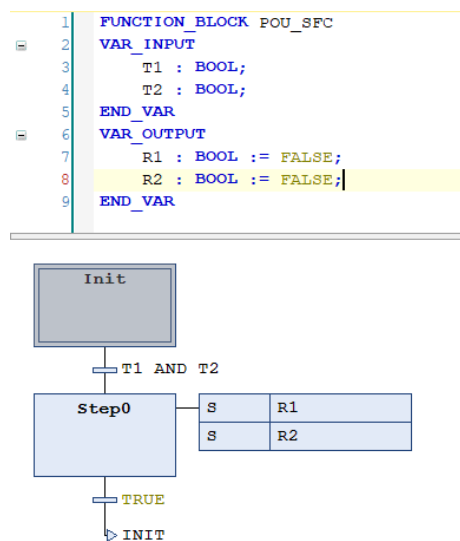 1 FUNCTION_BLOCK POU_SFC
2 VAR_INPUT
3 T1 : BOOL;
4 T2 : BOOL;
5 END_VAR
6 VAR_OUTPUT
7 R1 : BOOL := FALSE;
8 R2 : BOOL := FALSE;
9 END_VAR
Init
T1 AND T2
Step0 S R1
S R2
TRUE
INIT